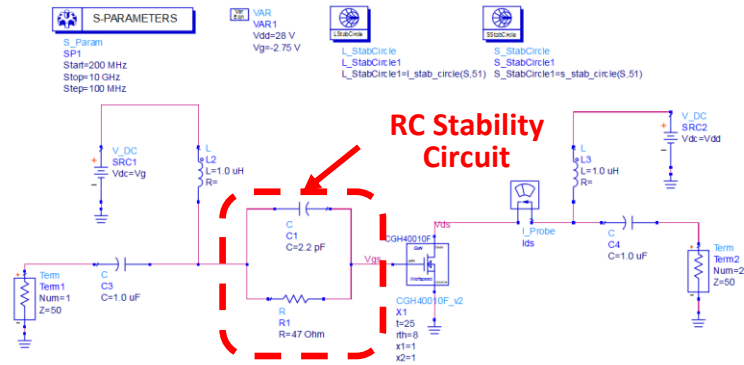 S-PARAMETERS
S_Param
SP1
Start=200 MHz
Stop=10 GHz
Step=100 MHz
Var
Eqn
VAR
VAR1
Vdd=28 V
Vg=-2.75 V
LStabCircle
L_StabCircle
L_StabCircle1
L_StabCircle1=l_stab_circle(S,51)
SStabCircle
S_StabCircle
S_StabCircle1
S_StabCircle1=s_stab_circle(S,51)
RC Stability
Circuit
V_DC
SRC1
Vdc=Vg
L
L2
L=1.0 uH
R=
C
C1
C=2.2 pF
R
R1
R=47 Ohm
Term
Term1
Num=1
Z=50
C
C3
C=1.0 uF
Vgs
CGH40010F
CGH40010F_v2
X1
t=25
rth=8
x1=1
x2=1
Vds
I_Probe
Ids
L
L3
L=1.0 uH
R=
V_DC
SRC2
Vdc=Vdd
C
C4
C=1.0 uF
Term
Term2
Num=2
Z=50